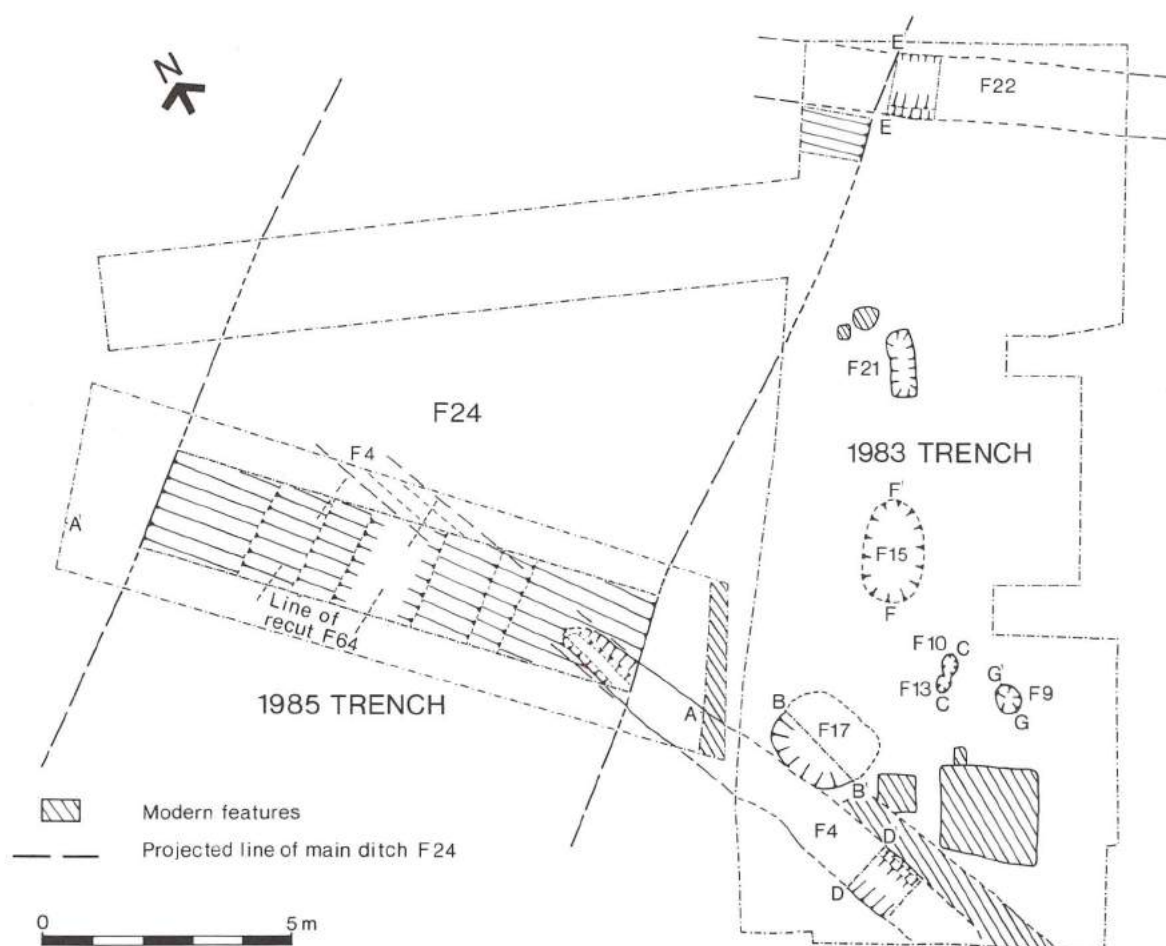 E'
F22
N
E
F21
F24
1983 TRENCH
F4
F'
A'
F15
F
Line of
recut F64
F10 C
G'
F13
F9
C
G
1985 TRENCH
A
B
F17
B'
Modern features
F4
D'
Projected line of main ditch F24
D
0 5m